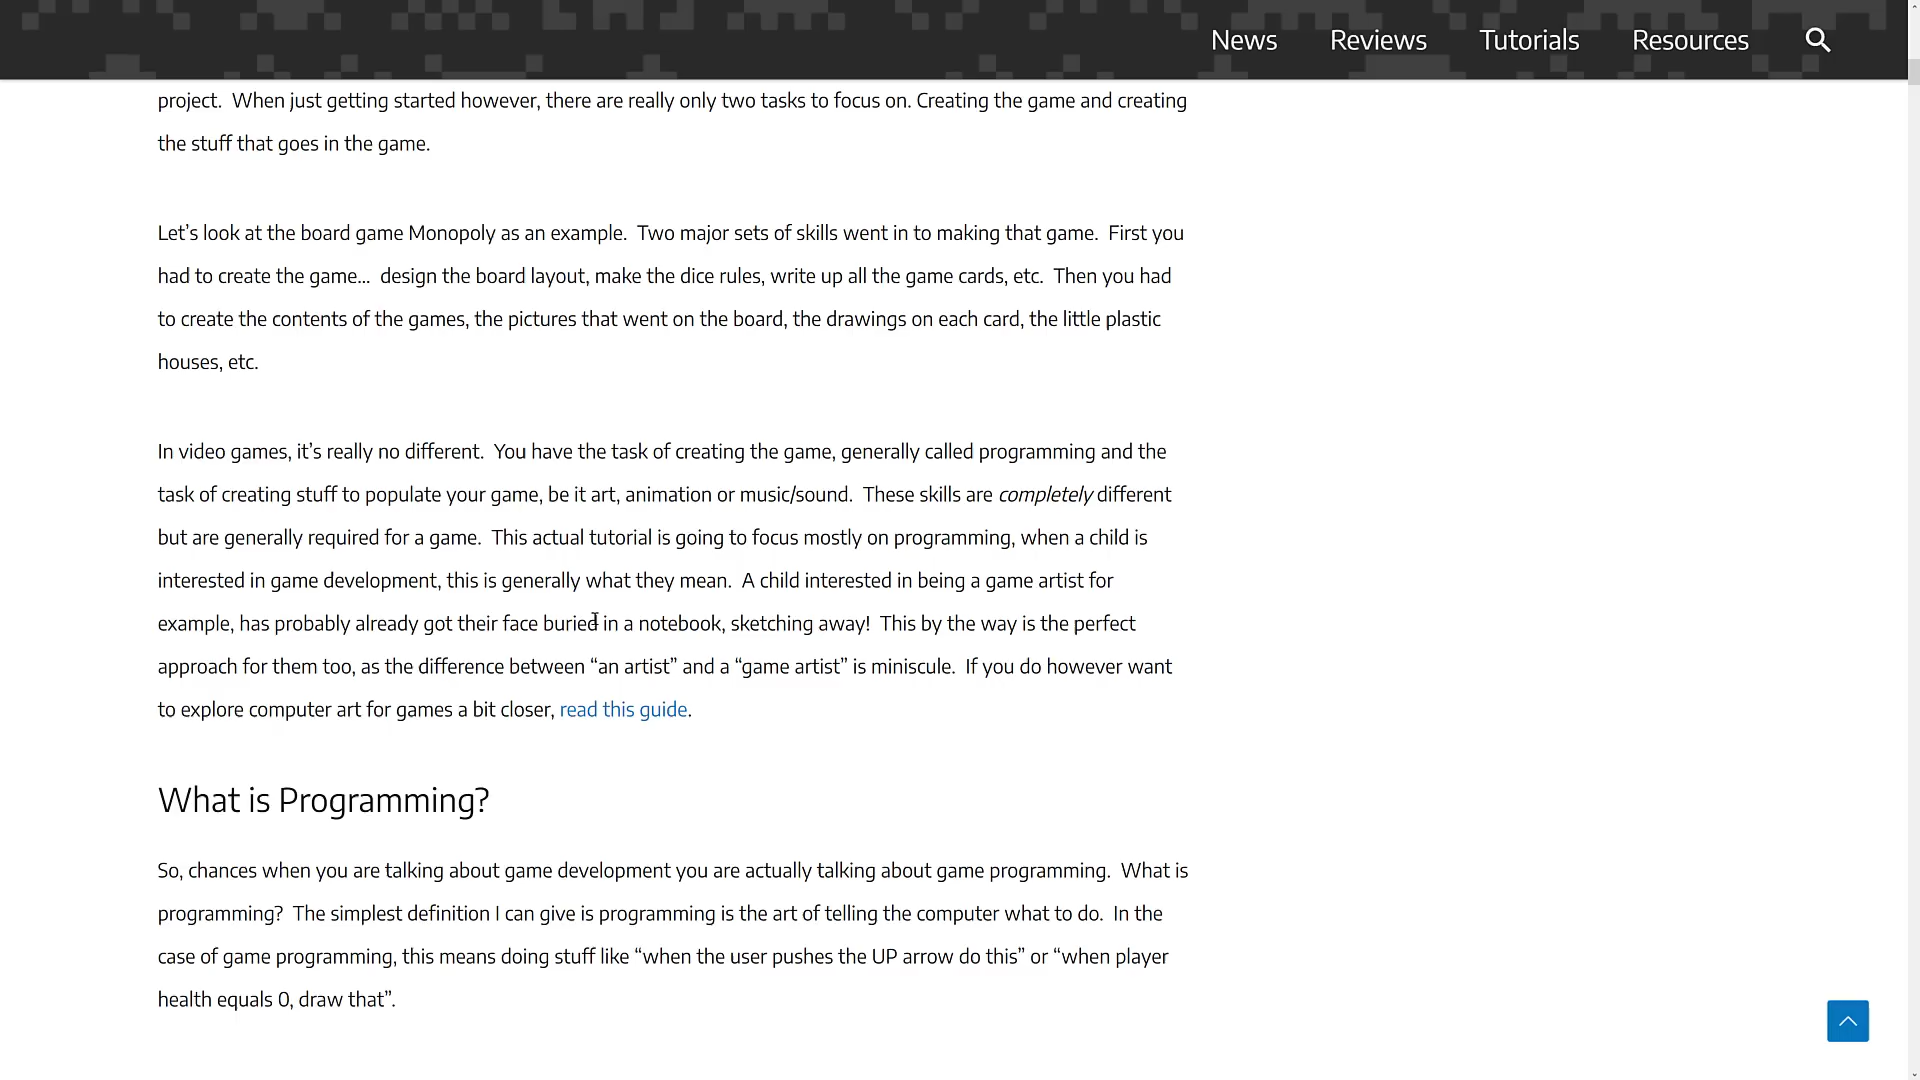 News Reviews Tutorials Resources
project.  When just getting started however, there are really only two tasks to focus on. Creating the game and creating
the stuff that goes in the game.
Let’s look at the board game Monopoly as an example.  Two major sets of skills went in to making that game.  First you
had to create the game…  design the board layout, make the dice rules, write up all the game cards, etc.  Then you had
to create the contents of the games, the pictures that went on the board, the drawings on each card, the little plastic
houses, etc.
In video games, it’s really no different.  You have the task of creating the game, generally called programming and the
task of creating stuff to populate your game, be it art, animation or music/sound.  These skills are completely different
but are generally required for a game.  This actual tutorial is going to focus mostly on programming, when a child is
interested in game development, this is generally what they mean.  A child interested in being a game artist for
example, has probably already got their face buried in a notebook, sketching away!  This by the way is the perfect
approach for them too, as the difference between “an artist” and a “game artist” is miniscule.  If you do however want
to explore computer art for games a bit closer, read this guide.
What is Programming?
So, chances when you are talking about game development you are actually talking about game programming.  What is
programming?  The simplest definition I can give is programming is the art of telling the computer what to do.  In the
case of game programming, this means doing stuff like “when the user pushes the UP arrow do this” or “when player
health equals 0, draw that”.